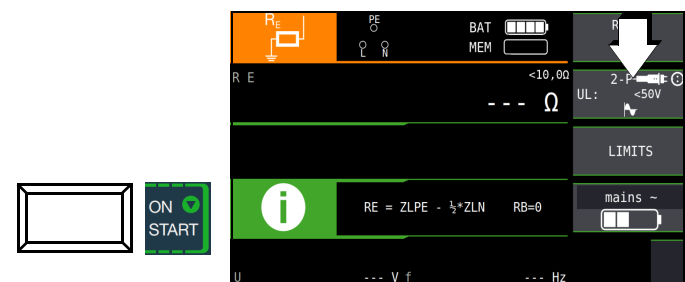 RE
PE
L N
BAT
MEM
R E
<10,0Ω
--- Ω
2-P
UL: <50V
LIMITS
ON
START
i
RE = ZLPE - ½*ZLN RB=0
mains ~
U --- V f --- Hz